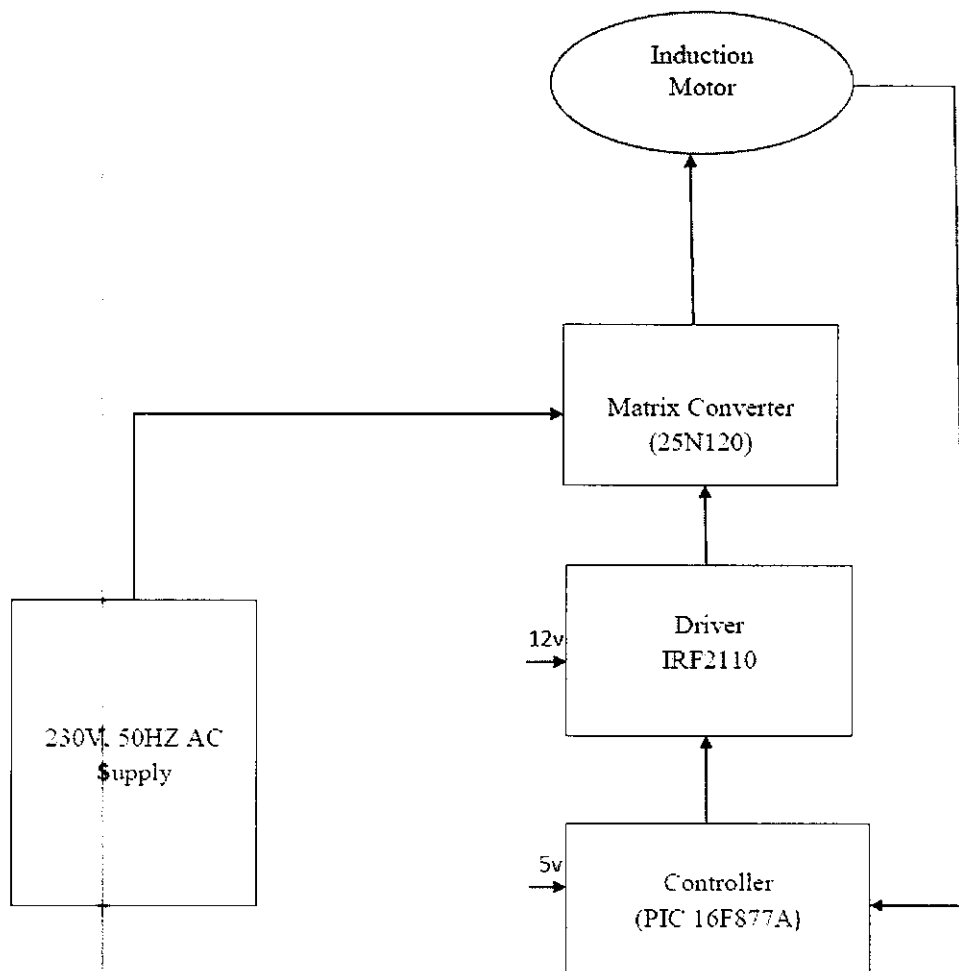 Induction
Motor
Matrix Converter
(25N120)
12v
Driver
IRF2110
230V, 50HZ AC
Supply
5v
Controller
(PIC 16F877A)